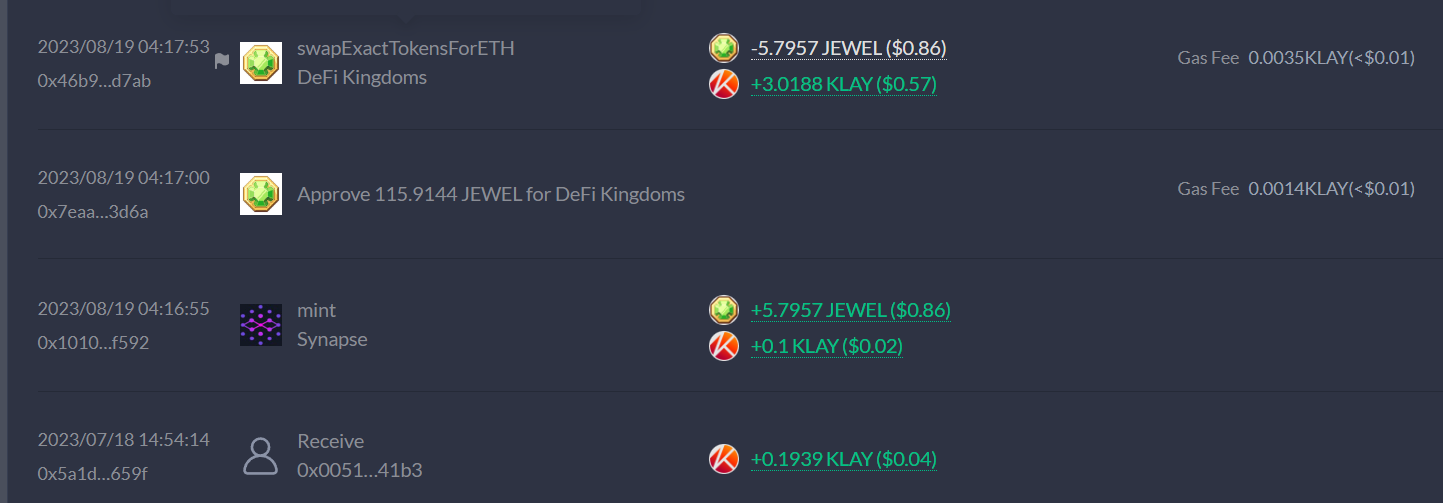 2023/08/19 04:17:53
0x46b9...d7ab
swapExactTokensForETH
DeFi Kingdoms
-5.7957 JEWEL ($0.86)
+3.0188 KLAY ($0.57)
Gas Fee 0.0035KLAY(<$0.01)
2023/08/19 04:17:00
0x7eaa...3d6a
Approve 115.9144 JEWEL for DeFi Kingdoms
Gas Fee 0.0014KLAY(<$0.01)
2023/08/19 04:16:55
0x1010...f592
mint
Synapse
+5.7957 JEWEL ($0.86)
+0.1 KLAY ($0.02)
2023/07/18 14:54:14
0x5a1d...659f
Receive
0x0051...41b3
+0.1939 KLAY ($0.04)